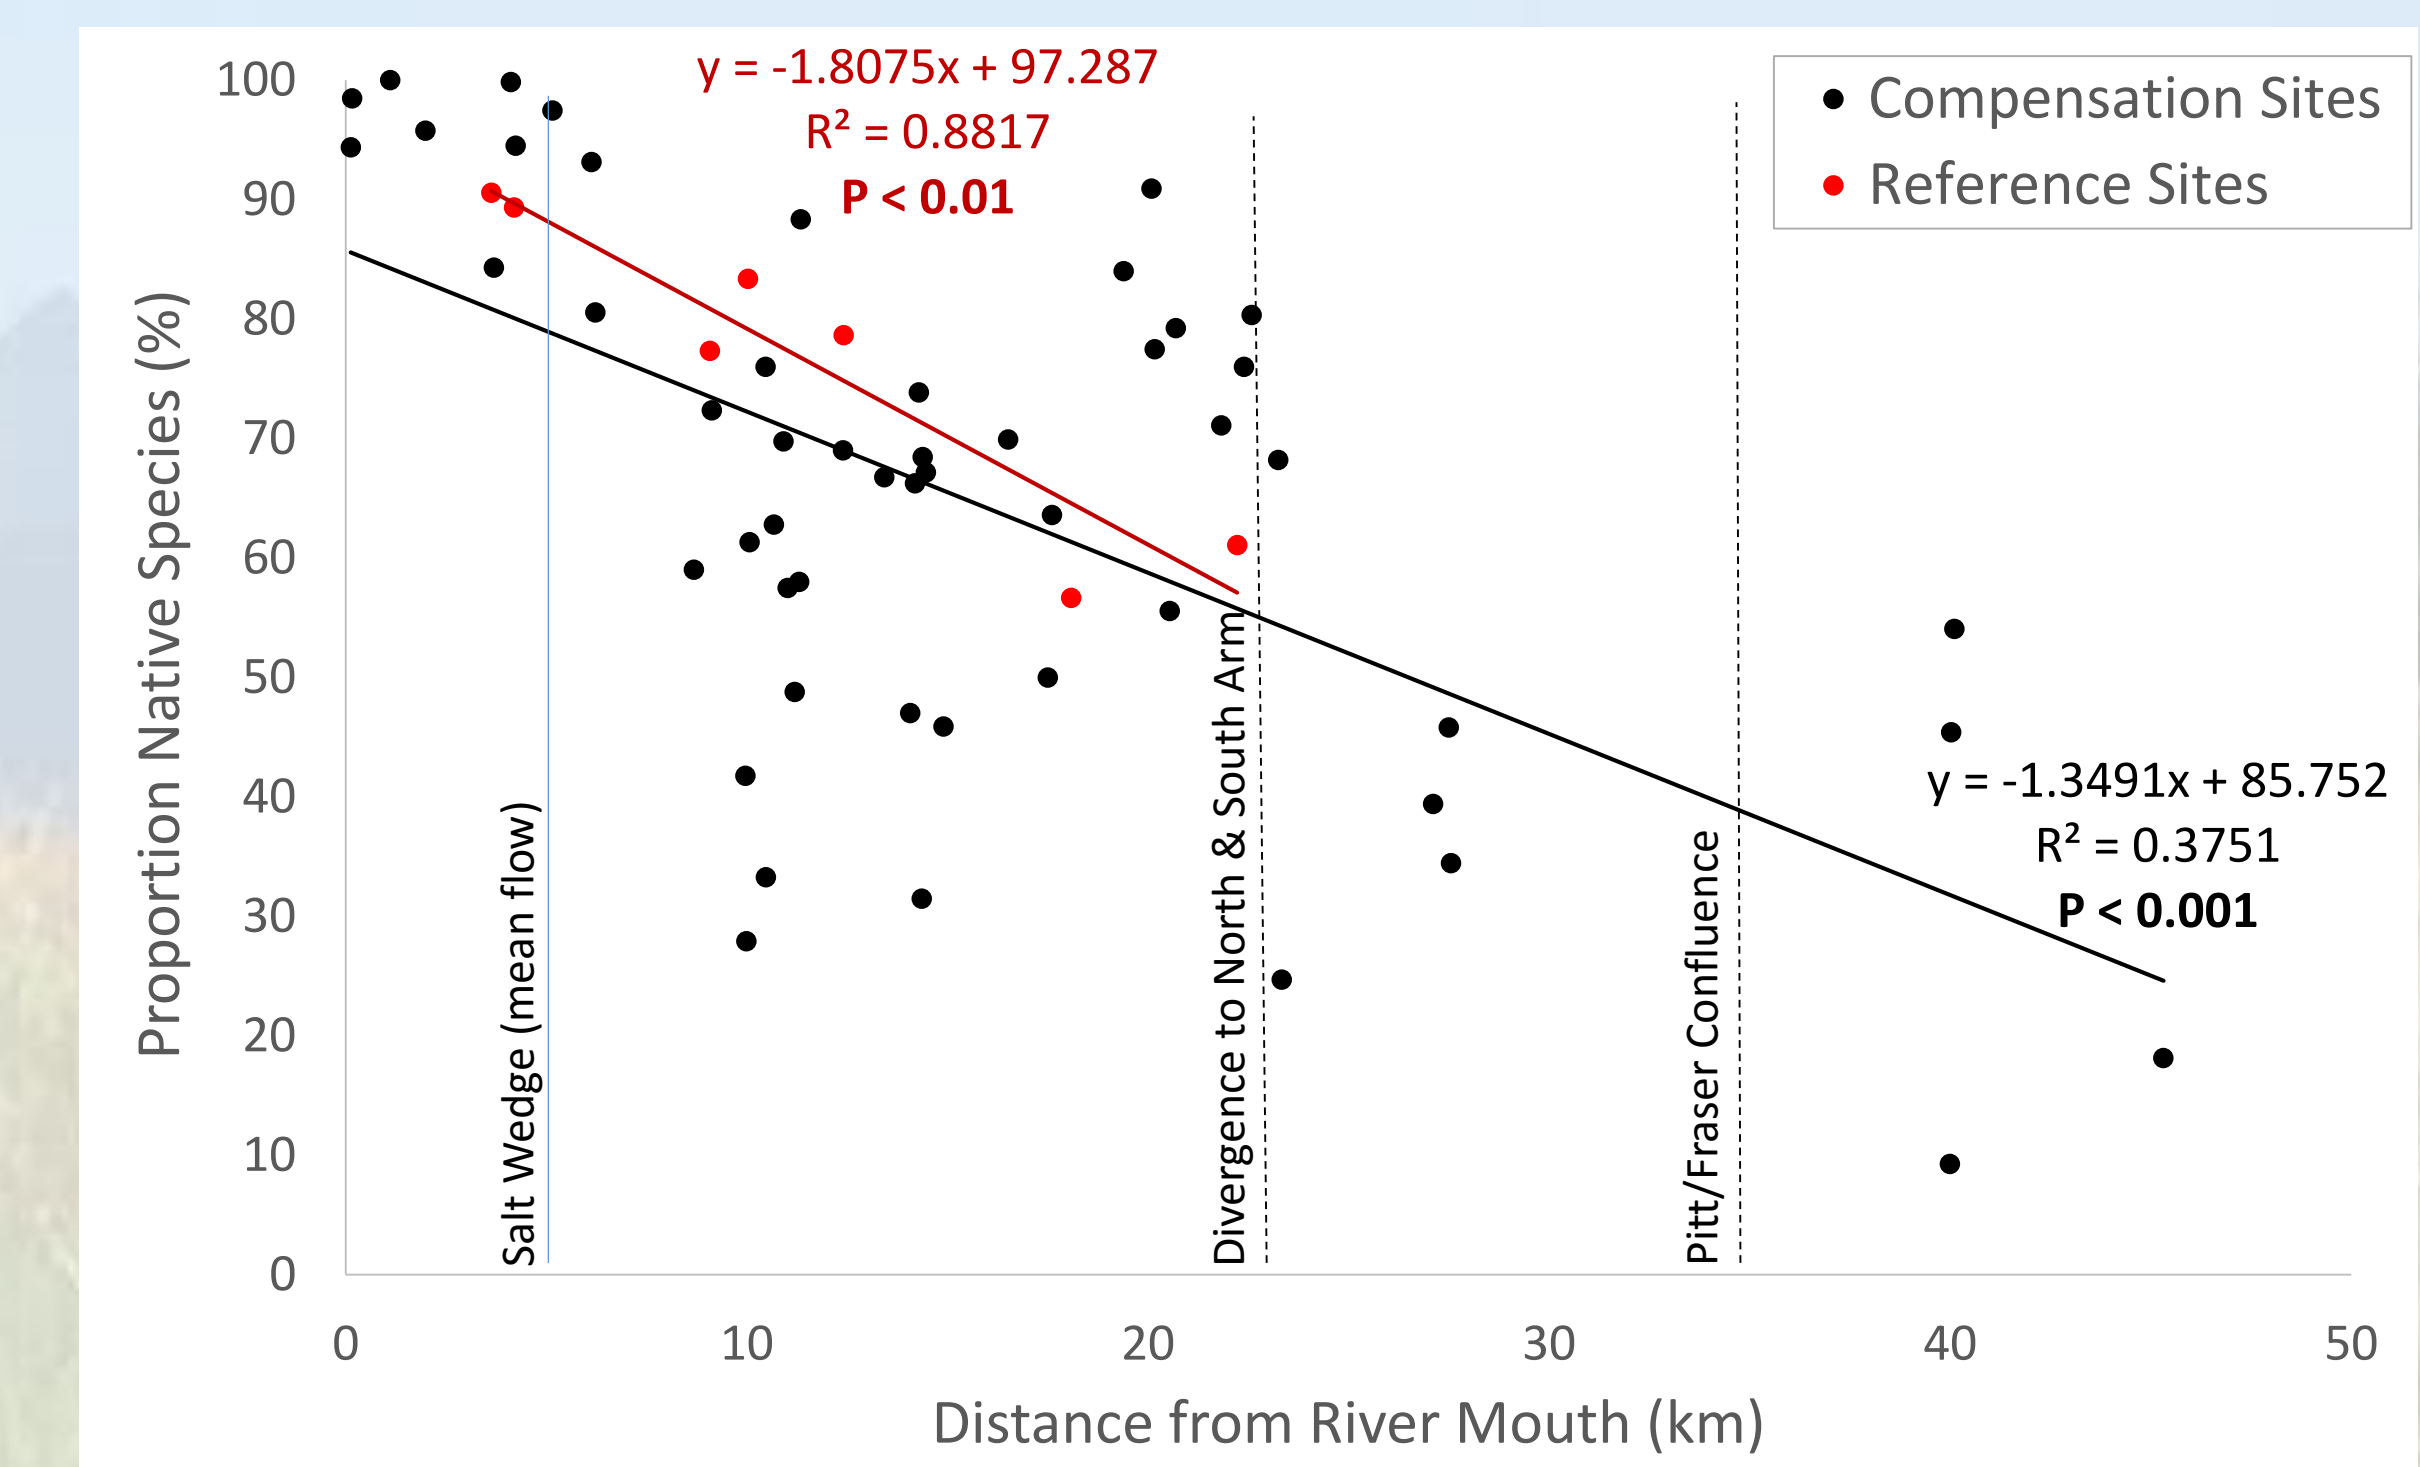 y = -1.8075x + 97.287
R² = 0.8817
P < 0.01
Compensation Sites
Reference Sites
Proportion Native Species (%)
100
90
80
70
60
50
40
30
20
10
0
Salt Wedge (mean flow)
Divergence to North & South Arm
Pitt/Fraser Confluence
y = -1.3491x + 85.752
R² = 0.3751
P < 0.001
0
10
20
30
40
50
Distance from River Mouth (km)